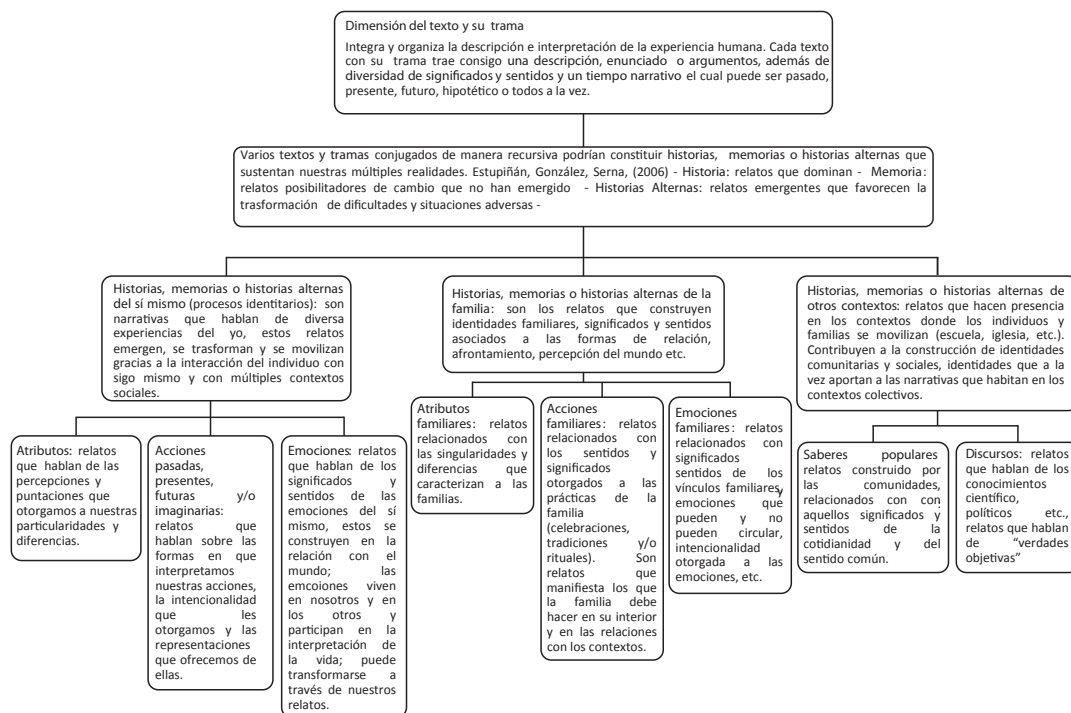 Dimensión del texto y su trama
Integra y organiza la descripción e interpretación de la experiencia humana. Cada texto
con su trama trae consigo una descripción, enunciado o argumentos, además de
diversidad de significados y sentidos y un tiempo narrativo el cual puede ser pasado,
presente, futuro, hipotético o todos a la vez.
Varios textos y tramas conjugados de manera recursiva podrían constituir historias, memorias o historias alternas que
sustentan nuestras múltiples realidades. Estupiñán, González, Serna, (2006) - Historia: relatos que dominan - Memoria:
relatos posibilitadores de cambio que no han emergido - Historias Alternas: relatos emergentes que favorecen la
trasformación de dificultades y situaciones adversas -
Historias, memorias o historias alternas
del sí mismo (procesos identitarios): son
narrativas que hablan de diversa
experiencias del yo, estos relatos
emergen, se trasforman y se movilizan
gracias a la interacción del individuo con
sigo mismo y con múltiples contextos
sociales.
Historias, memorias o historias alternas de la
familia: son los relatos que construyen
identidades familiares, significados y sentidos
asociados a las formas de relación,
afrontamiento, percepción del mundo etc.
Historias, memorias o historias alternas de
otros contextos: relatos que hacen presencia
en los contextos donde los individuos y
familias se movilizan (escuela, iglesia, etc.).
Contribuyen a la construcción de identidades
comunitarias y sociales, identidades que a la
vez aportan a las narrativas que habitan en los
contextos colectivos.
Atributos: relatos
que hablan de las
percepciones y
puntaciones que
otorgamos a nuestras
particularidades y
diferencias.
Acciones
pasadas,
presentes,
futuras y/o
imaginarias:
relatos que
hablan sobre las
formas en que
interpretamos
nuestras acciones,
la intencionalidad
que les
otorgamos y las
representaciones
que ofrecemos de
ellas.
Emociones: relatos
que hablan de los
significados y
sentidos de las
emociones del sí
mismo, estos se
construyen en la
relación con el
mundo; las
emcoiones viven
en nosotros y en
los otros y
participan en la
interpretación de
la vida; puede
transformarse a
través de nuestros
relatos.
Atributos
familiares: relatos
relacionados con
las singularidades y
diferencias que
caracterizan a las
familias.
Acciones
familiares: relatos
relacionados con
los sentidos y
significados
otorgados a las
prácticas de la
familia
(celebraciones,
tradiciones y/o
rituales). Son
relatos que
manifiesta los que
la familia debe
hacer en su interior
y en las relaciones
con los contextos.
Emociones
familiares: relatos
relacionados con
significados
sentidos de los
vínculos familiares y
emociones que
pueden y no
pueden circular,
intencionalidad
otorgada a las
emociones, etc.
Saberes populares
relatos construido por
las comunidades,
relacionados con con
aquellos significados y
sentidos de la
cotidianidad y del
sentido común.
Discursos: relatos
que hablan de los
conocimientos
científico,
políticos etc.,
relatos que hablan
de “verdades
objetivas”